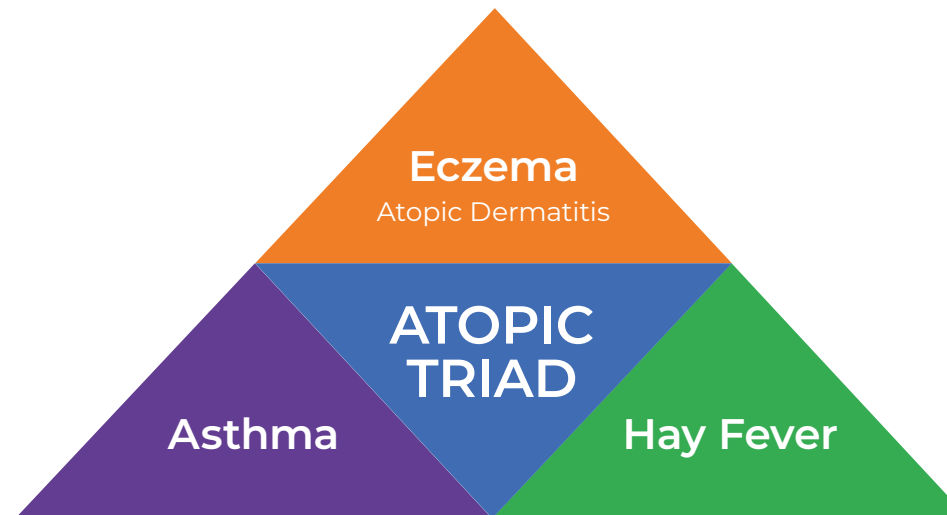 Eczema
Atopic Dermatitis
ATOPIC
TRIAD
Asthma
Hay Fever